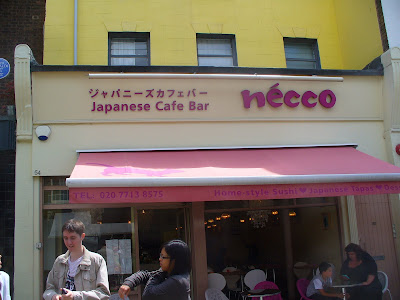 ジャパニーズカフェバー
Japanese Cafe Bar
nécco
TEL: 020 7713 8575
Home-style Sushi ♥ Japanese Tapas ♥
54